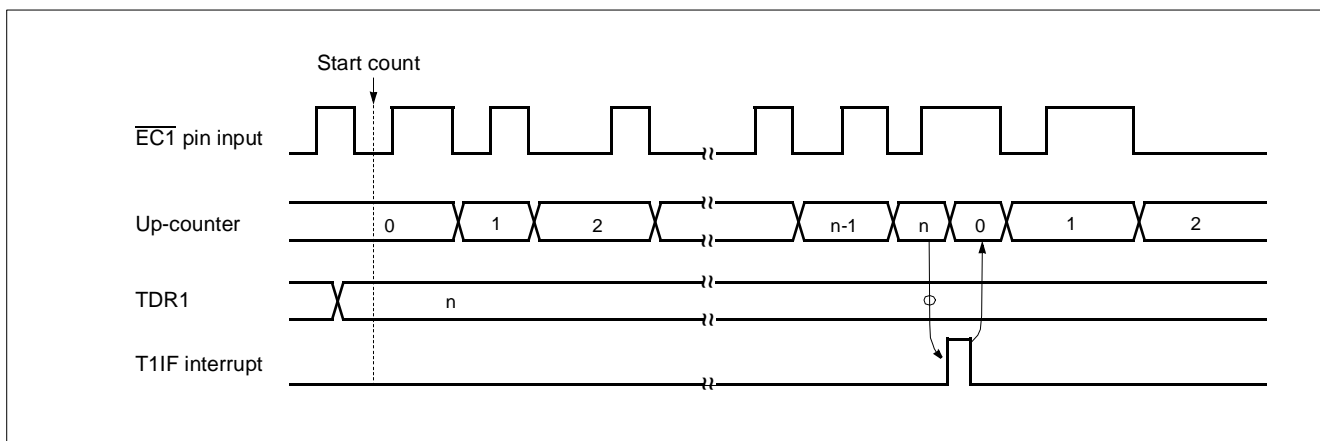 Start count
EC1 pin input
Up-counter 0 1 2 n-1 n 0 1 2
TDR1 n
T1IF interrupt